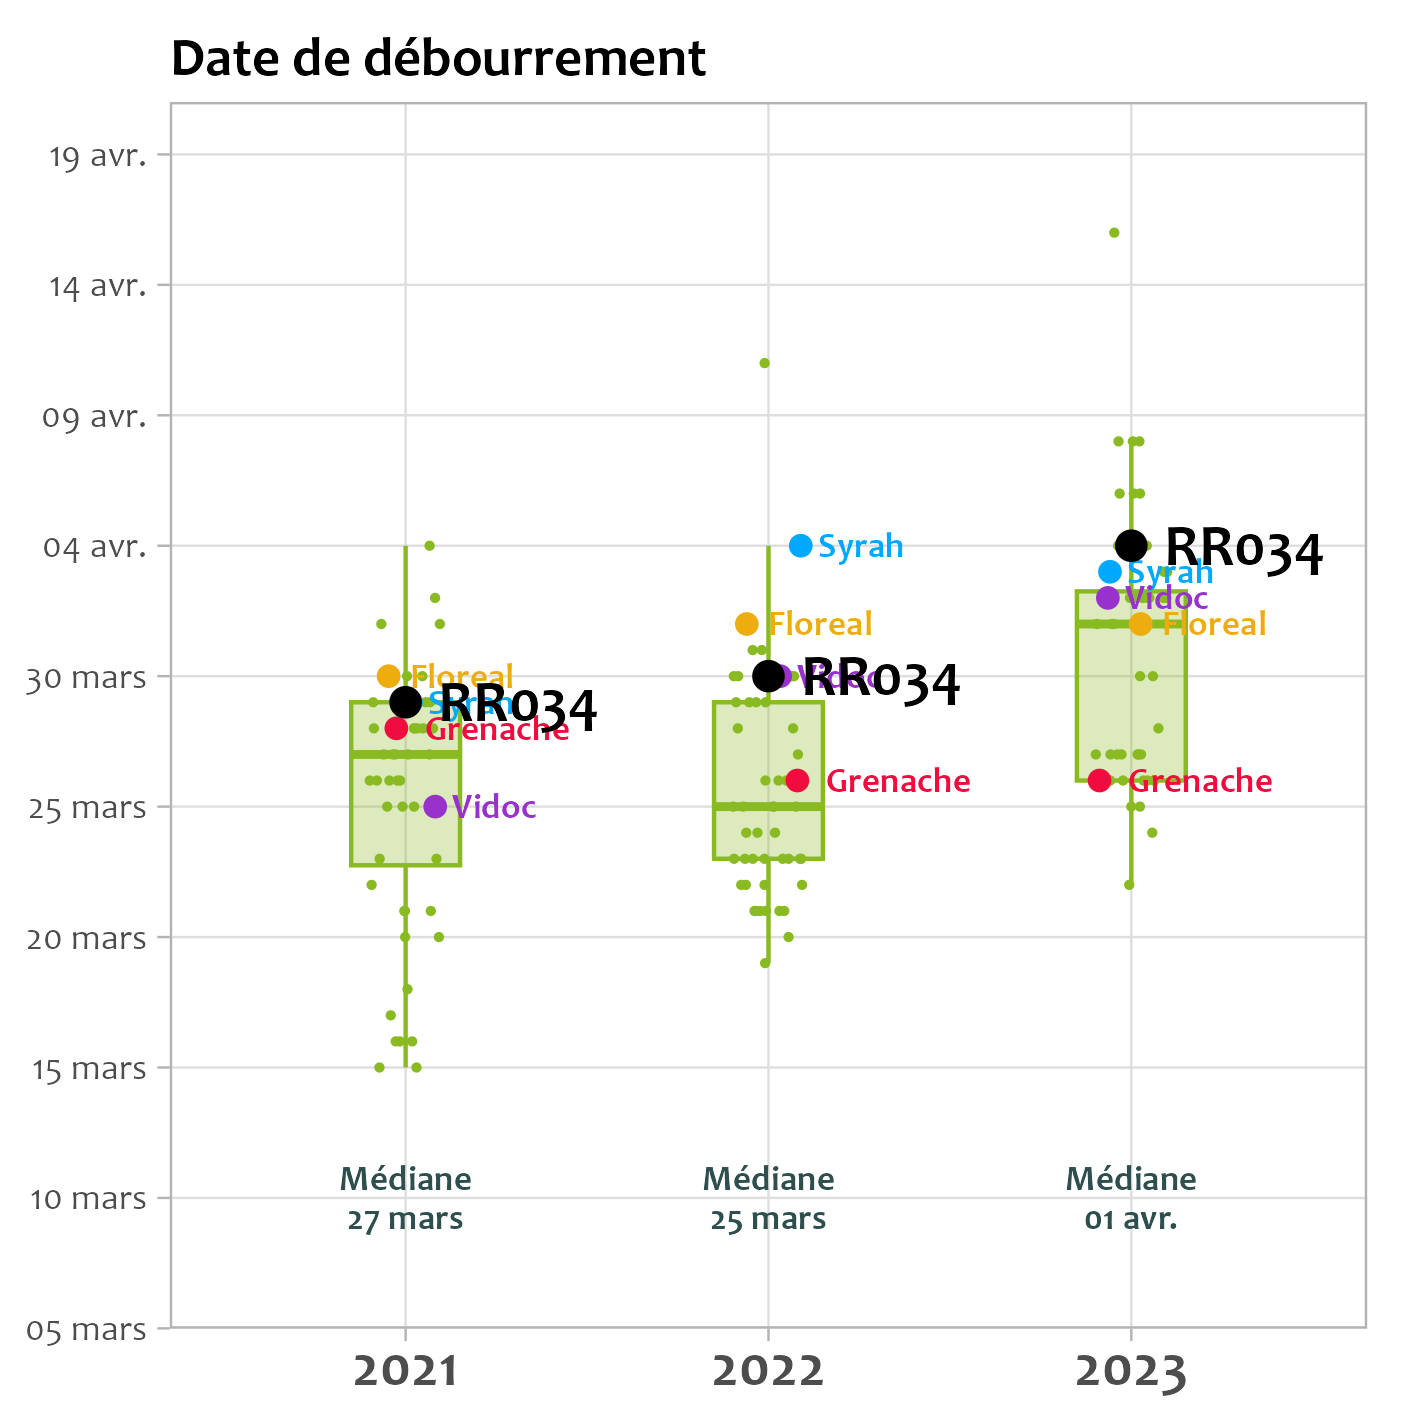 Date de débourrement
19 avr.
14 avr.
09 avr.
04 avr.
30 mars
25 mars
20 mars
15 mars
10 mars
05 mars
Floreal
Syrah
RR034
Grenache
Vidoc
Syrah
Floreal
Vidoc
RR034
Grenache
RR034
Syrah
Vidoc
Floreal
Grenache
Médiane
27 mars
Médiane
25 mars
Médiane
01 avr.
2021
2022
2023